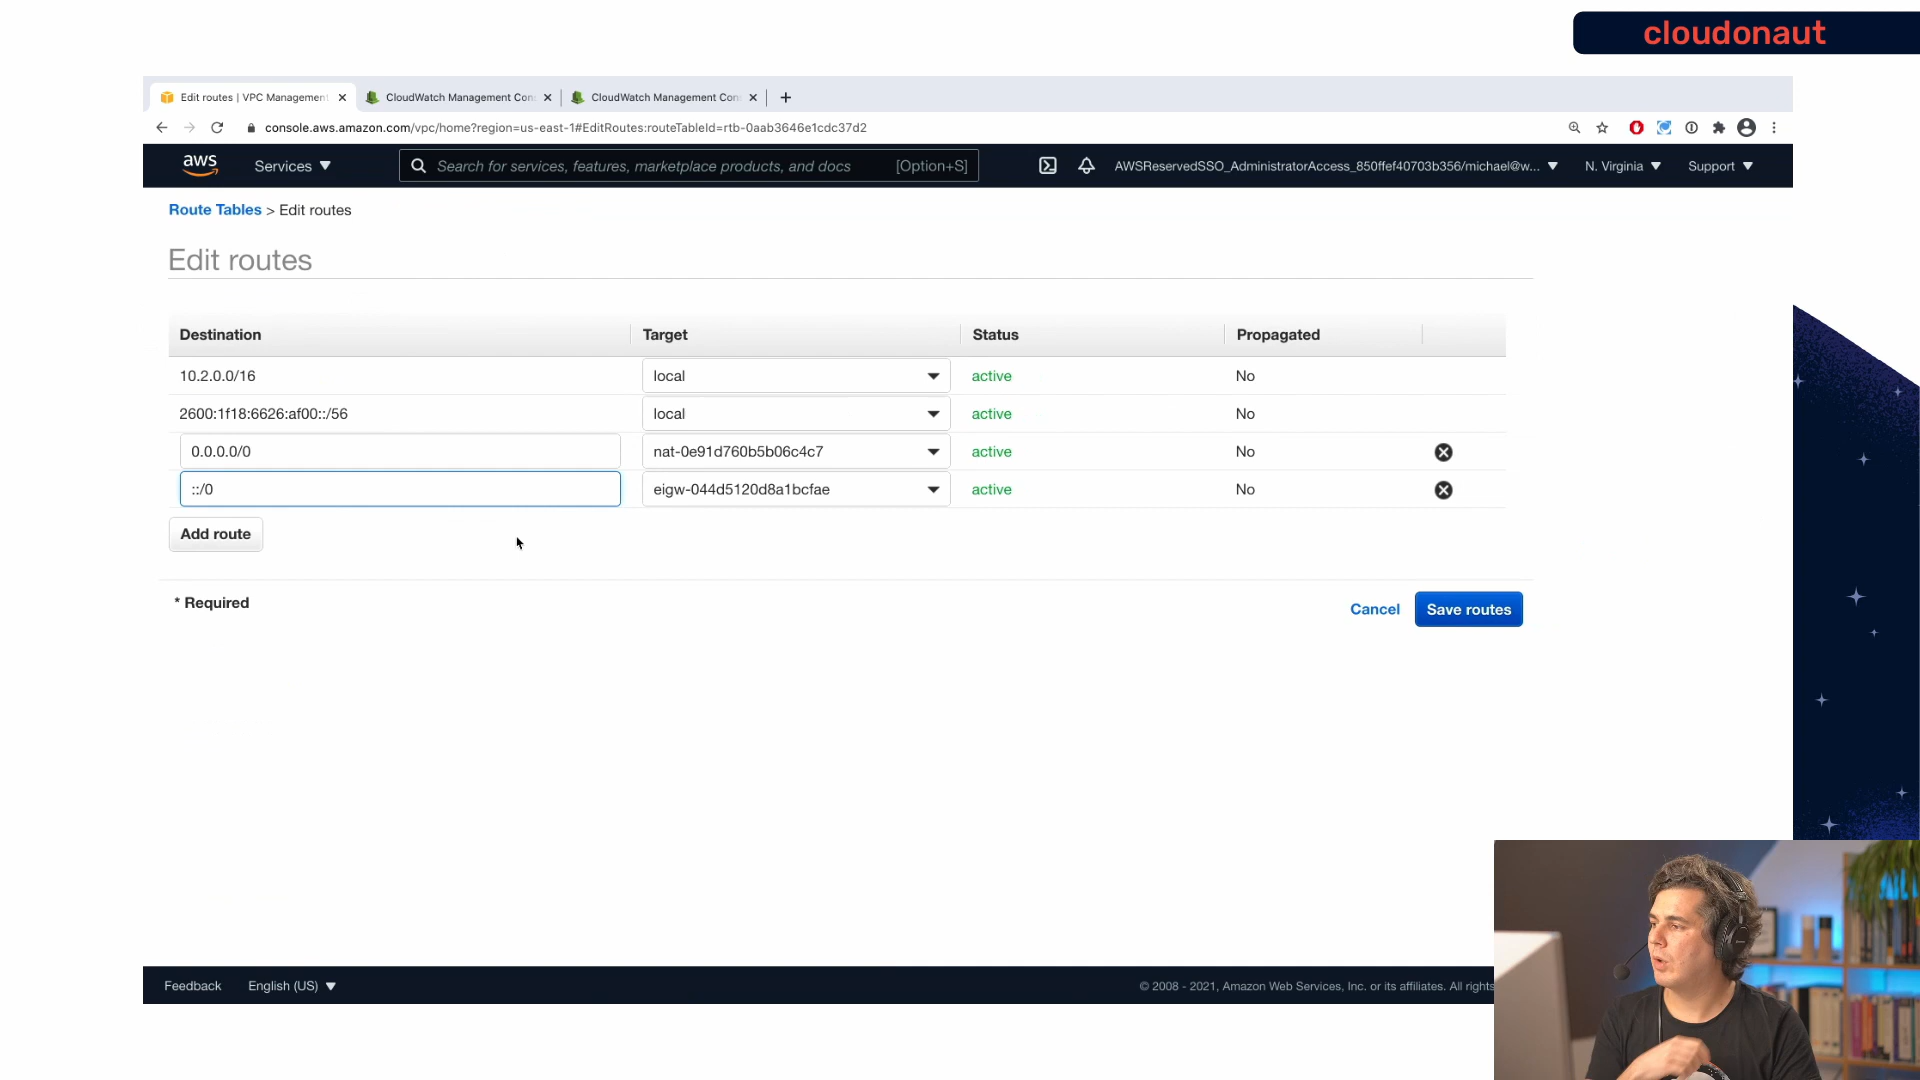 cloudonaut
Edit routes | VPC Management
CloudWatch Management Con
CloudWatch Management Con
console.aws.amazon.com/vpc/home?region=us-east-1#EditRoutes:routeTableId=rtb-0aab3646e1cdc37d2
aws
Services
Search for services, features, marketplace products, and docs
[Option+S]
AWSReservedSSO_AdministratorAccess_850ffef40703b356/michael@w...
N. Virginia
Support
Route Tables > Edit routes
Edit routes
Destination Target Status Propagated
10.2.0.0/16 local active No
2600:1f18:6626:af00::/56 local active No
0.0.0.0/0 nat-0e91d760b5b06c4c7 active No
::/0 eigw-044d5120d8a1bcfae active No
Add route
* Required
Cancel
Save routes
Feedback
English (US)
© 2008 - 2021, Amazon Web Services, Inc. or its affiliates. All rights